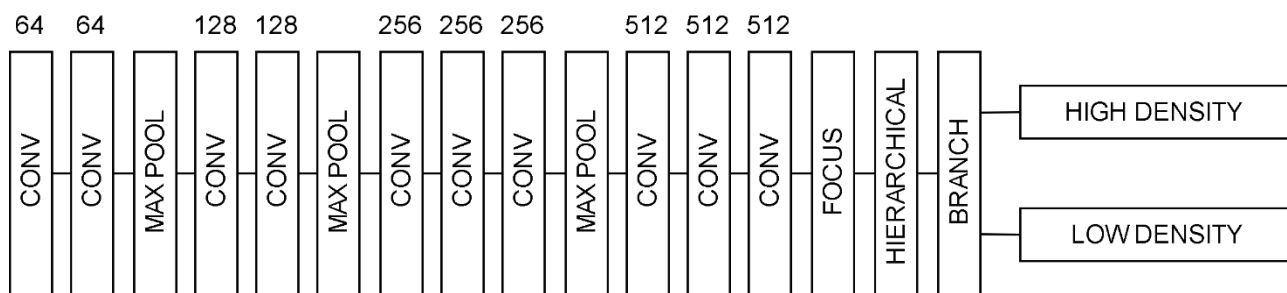 64 64 128 128 256 256 256 512 512 512
CONV
CONV
MAX POOL
CONV
CONV
MAX POOL
CONV
CONV
CONV
MAX POOL
CONV
CONV
CONV
FOCUS
HIERARCHICAL
BRANCH
HIGH DENSITY
LOW DENSITY